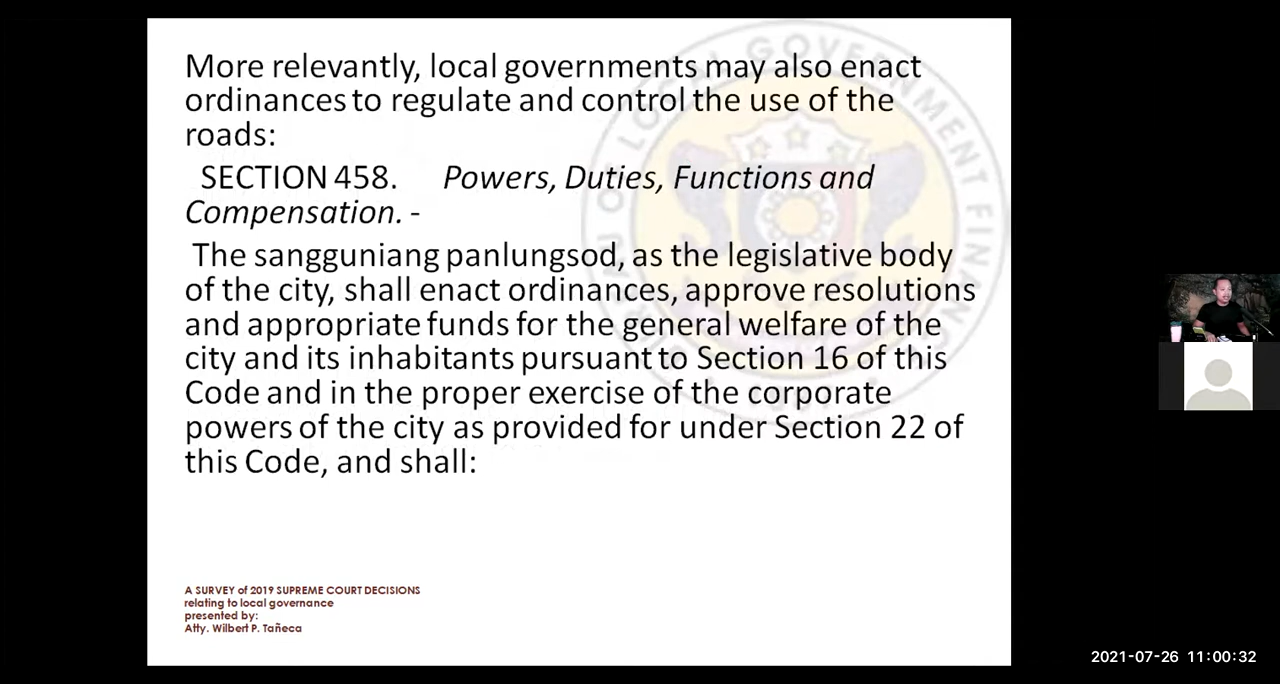 More relevantly, local governments may also enact
ordinances to regulate and control the use of the
roads:
SECTION 458. Powers, Duties, Functions and
Compensation. -
The sangguniang panlungsod, as the legislative body
of the city, shall enact ordinances, approve resolutions
and appropriate funds for the general welfare of the
city and its inhabitants pursuant to Section 16 of this
Code and in the proper exercise of the corporate
powers of the city as provided for under Section 22 of
this Code, and shall:
A SURVEY of 2019 SUPREME COURT DECISIONS
relating to local governance
presented by:
Atty. Wilbert P. Tañeca
OF LOCAL GOVERNMENT FINANC
2021-07-26 11:00:32